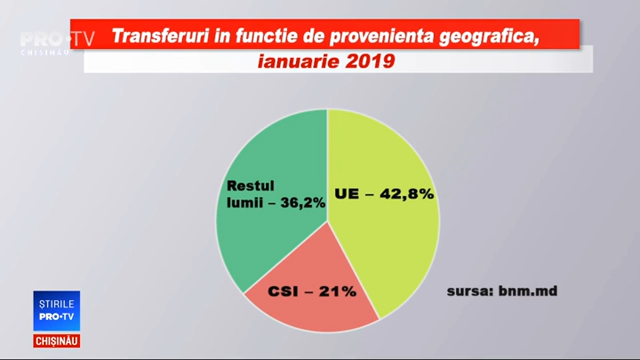 PRO•TV
CHIȘINĂU
Transferuri in functie de provenienta geografica,
ianuarie 2019
Restul
lumii – 36,2%
UE – 42,8%
CSI – 21%
sursa: bnm.md
ȘTIRILE
PRO•TV
CHIȘINĂU